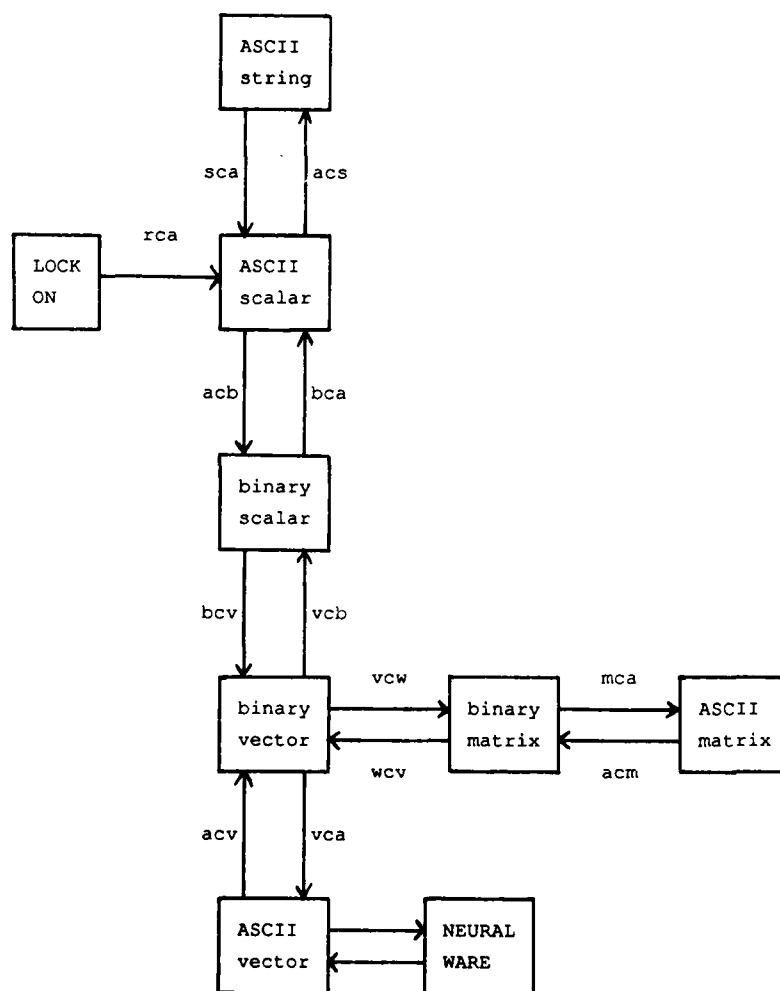 ASCII
string
sca
acs
rca
LOCK
ON
ASCII
scalar
acb
bca
binary
scalar
bcv
vcb
vcw
mca
binary
vector
binary
matrix
ASCII
matrix
wcv
acm
acv
vca
ASCII
vector
NEURAL
WARE